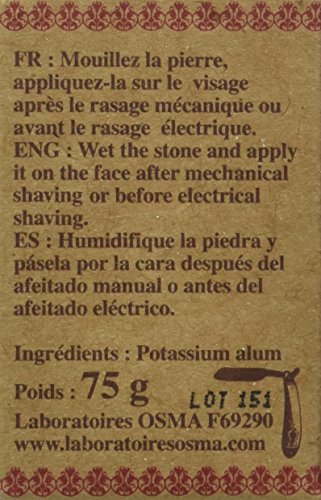 FR : Mouillez la pierre,
appliquez-la sur le visage
après le rasage mécanique ou
avant le rasage électrique.
ENG : Wet the stone and apply
it on the face after mechanical
shaving or before electrical
shaving.
ES : Humidifique la piedra y
pásela por la cara después del
afeitado manual o antes del
afeitado eléctrico.
Ingrédients : Potassium alum
Poids : 75 g LOT 151
Laboratoires OSMA F69290
www.laboratoiresosma.com